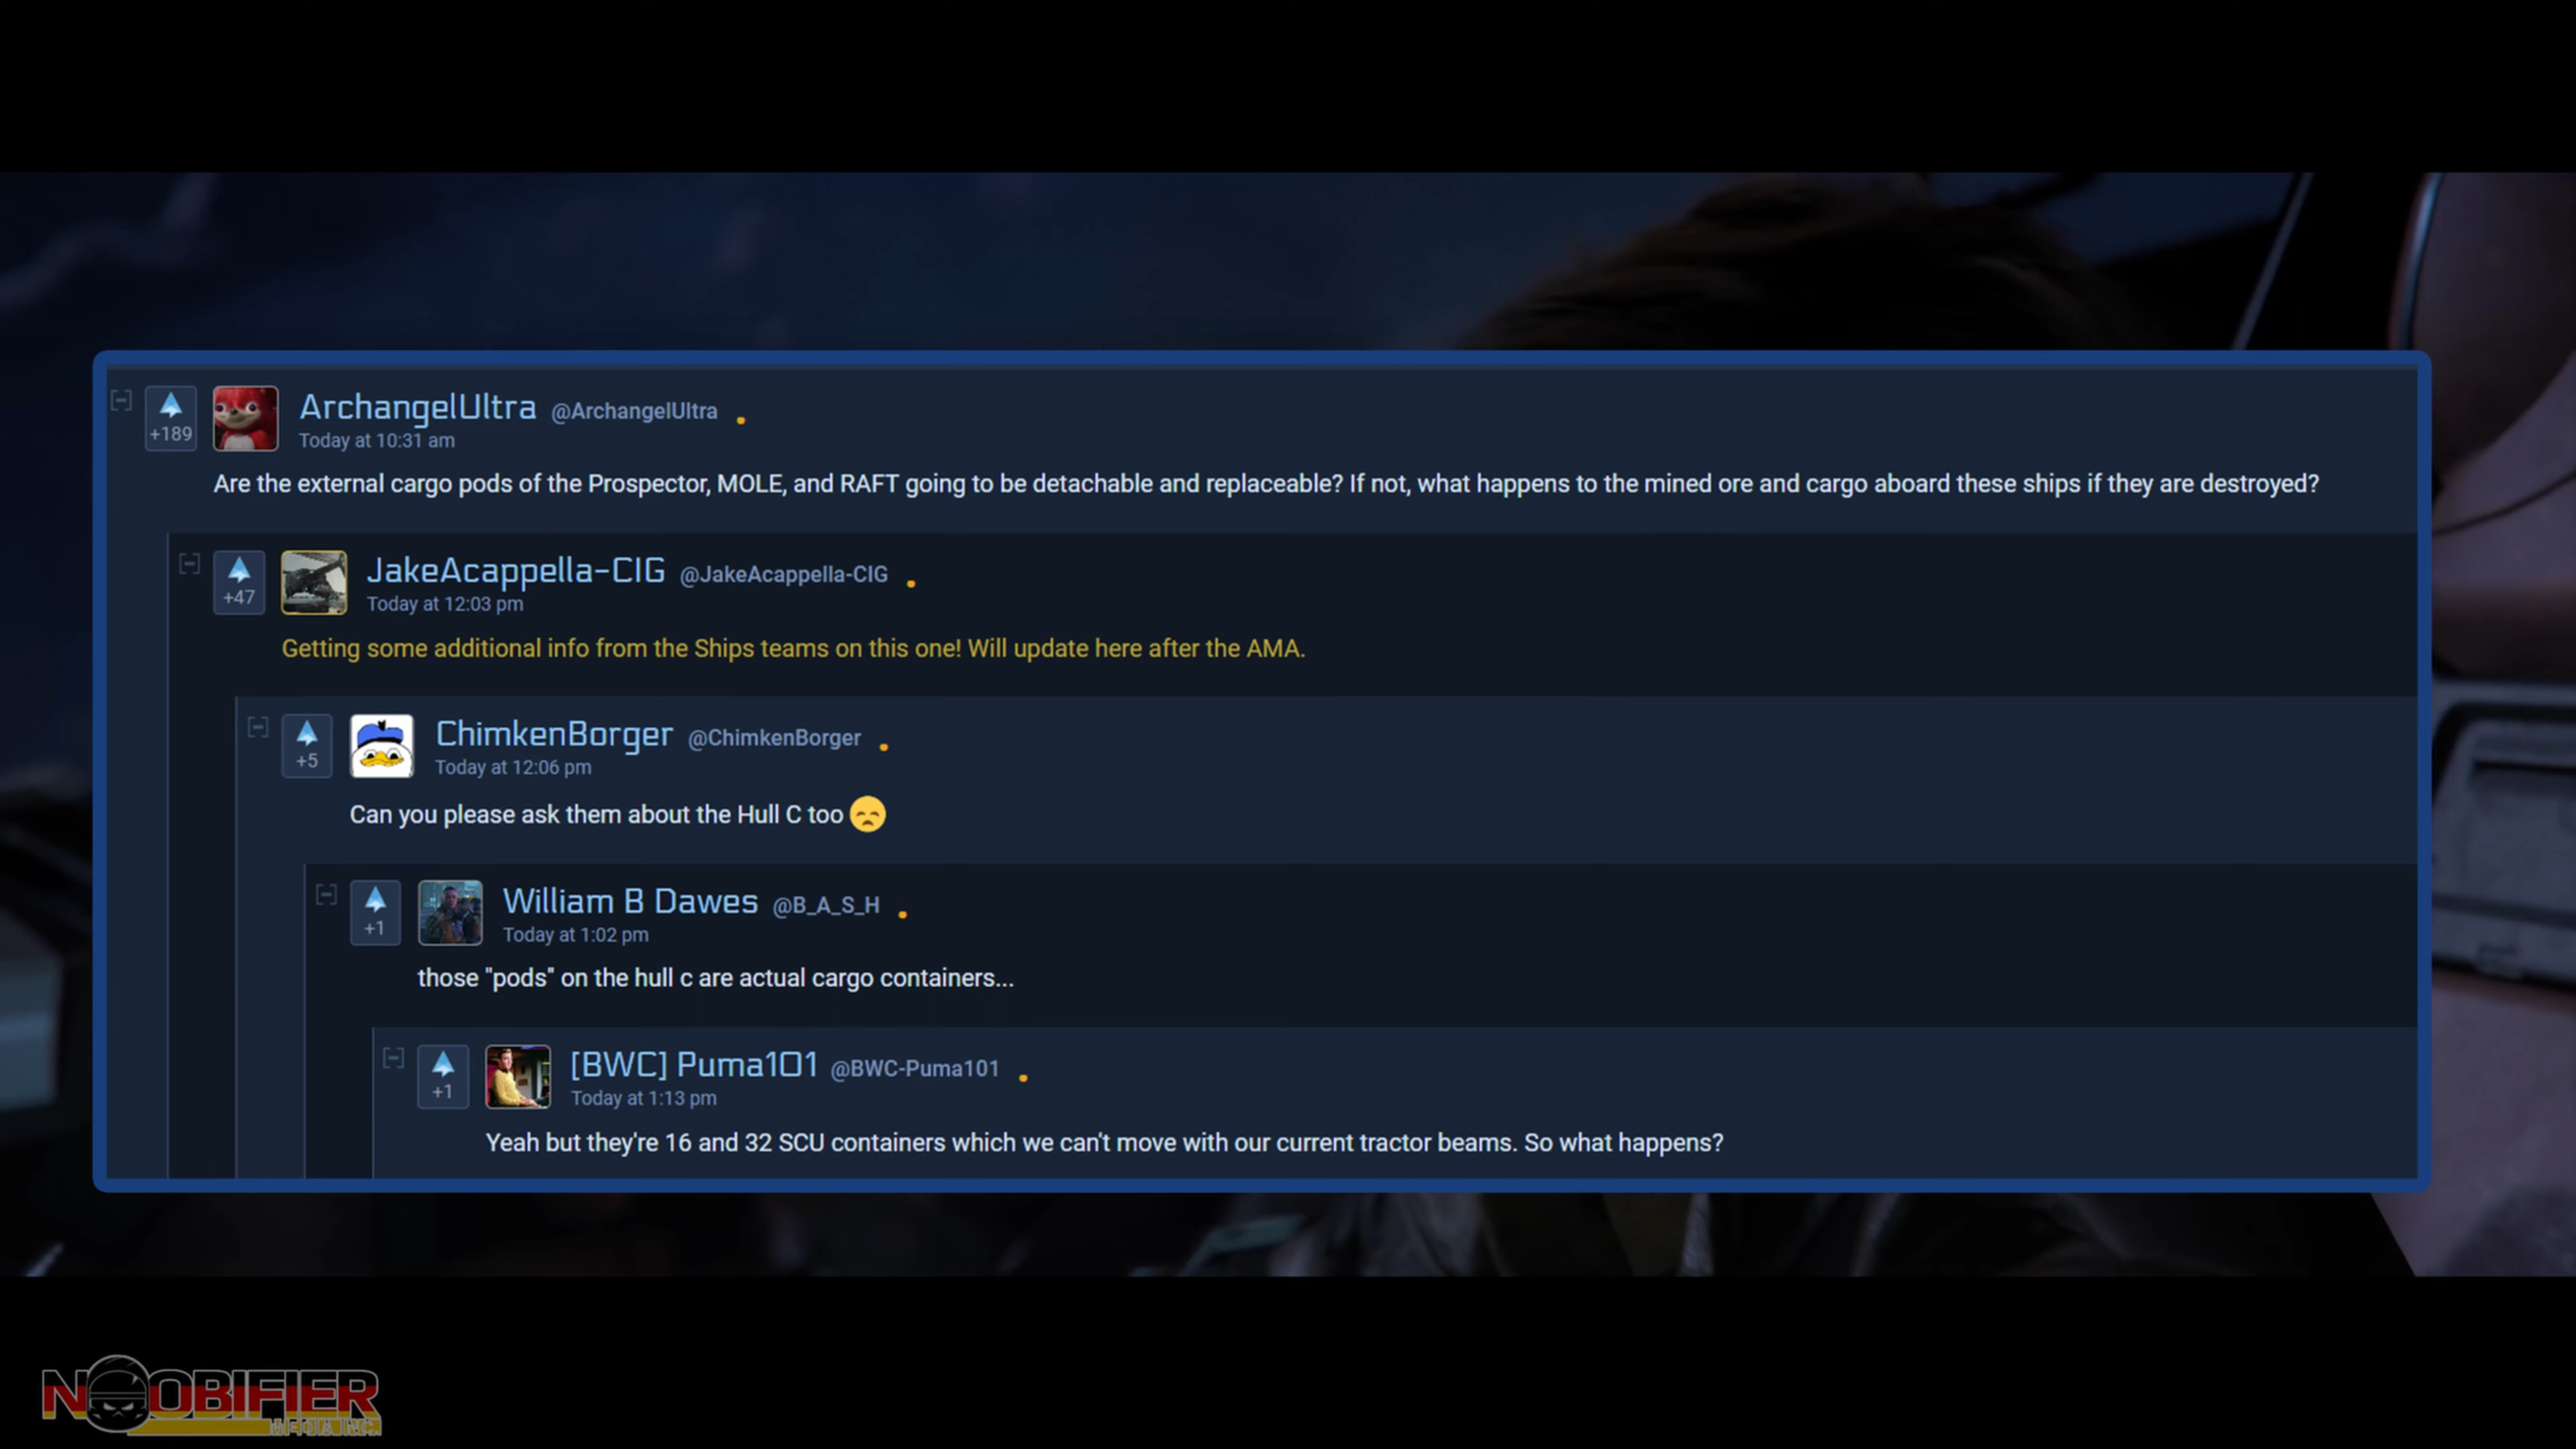 [-]
+189
ArchangelUltra @ArchangelUltra
Today at 10:31 am
Are the external cargo pods of the Prospector, MOLE, and RAFT going to be detachable and replaceable? If not, what happens to the mined ore and cargo aboard these ships if they are destroyed?
[-]
+47
JakeAcappella-CIG @JakeAcappella-CIG
Today at 12:03 pm
Getting some additional info from the Ships teams on this one! Will update here after the AMA.
[-]
+5
ChimkenBorger @ChimkenBorger
Today at 12:06 pm
Can you please ask them about the Hull C too 😞
[-]
+1
William B Dawes @B_A_S_H
Today at 1:02 pm
those "pods" on the hull c are actual cargo containers...
[-]
+1
[BWC] Puma101 @BWC-Puma101
Today at 1:13 pm
Yeah but they're 16 and 32 SCU containers which we can't move with our current tractor beams. So what happens?
NOOBIFIER